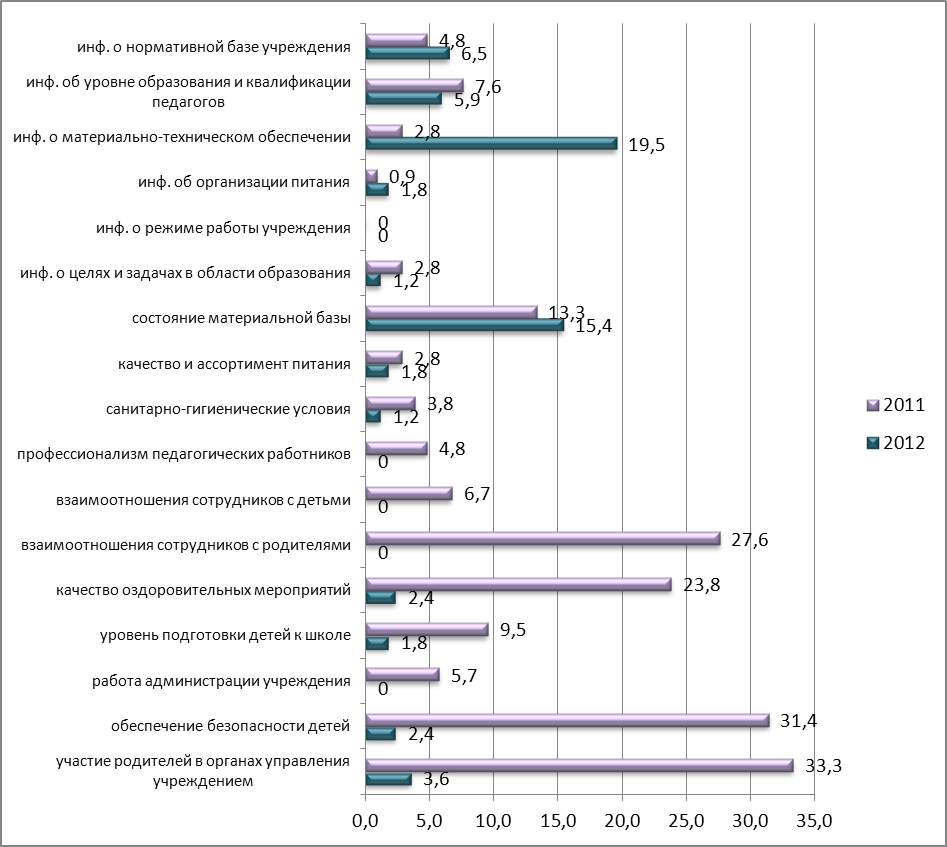 инф. о нормативной базе учреждения
4,8
6,5
инф. об уровне образования и квалификации
педагогов
7,6
5,9
инф. о материально-техническом обеспечении
2,8
19,5
инф. об организации питания
0,9
1,8
инф. о режиме работы учреждения
0
0
инф. о целях и задачах в области образования
2,8
1,2
состояние материальной базы
13,3
15,4
качество и ассортимент питания
2,8
1,8
санитарно-гигиенические условия
3,8
1,2
профессионализм педагогических работников
4,8
0
взаимоотношения сотрудников с детьми
6,7
0
взаимоотношения сотрудников с родителями
27,6
0
качество оздоровительных мероприятий
23,8
2,4
уровень подготовки детей к школе
9,5
1,8
работа администрации учреждения
5,7
0
обеспечение безопасности детей
31,4
2,4
участие родителей в органах управления
учреждением
33,3
3,6
0,0 5,0 10,0 15,0 20,0 25,0 30,0 35,0
2011
2012